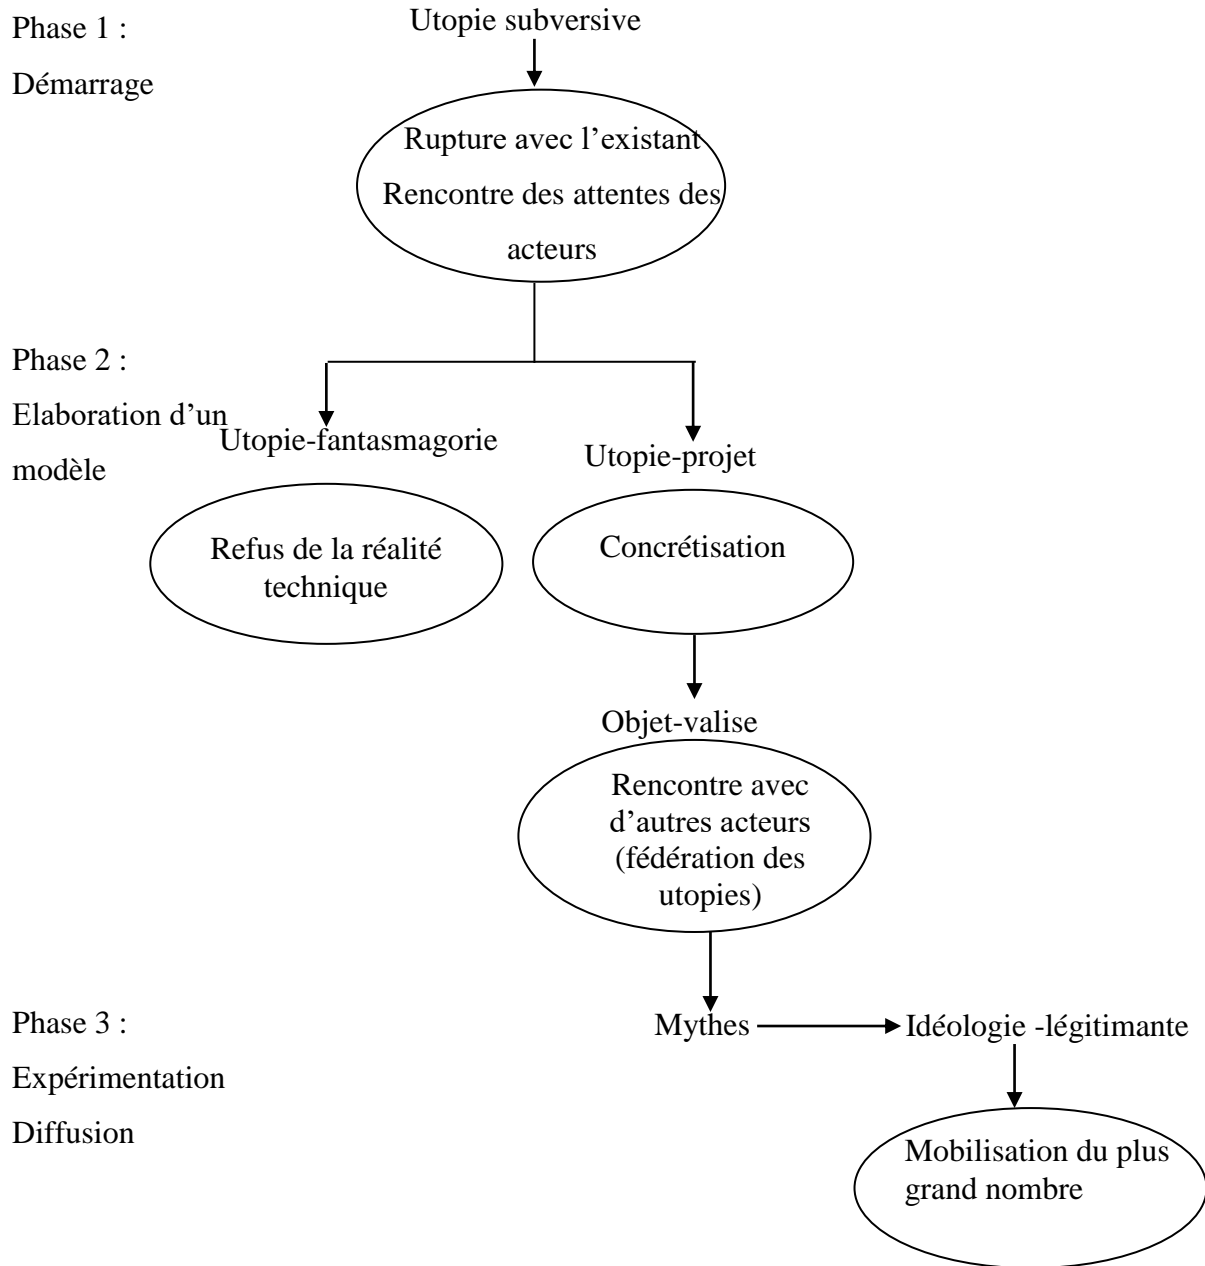 Phase 1 :
Démarrage
Utopie subversive
Rupture avec l’existant
Rencontre des attentes des
acteurs
Phase 2 :
Elaboration d’un
modèle
Utopie-fantasmagorie
Utopie-projet
Refus de la réalité
technique
Concrétisation
Objet-valise
Rencontre avec
d’autres acteurs
(fédération des
utopies)
Phase 3 :
Expérimentation
Diffusion
Mythes
Idéologie -légitimante
Mobilisation du plus
grand nombre